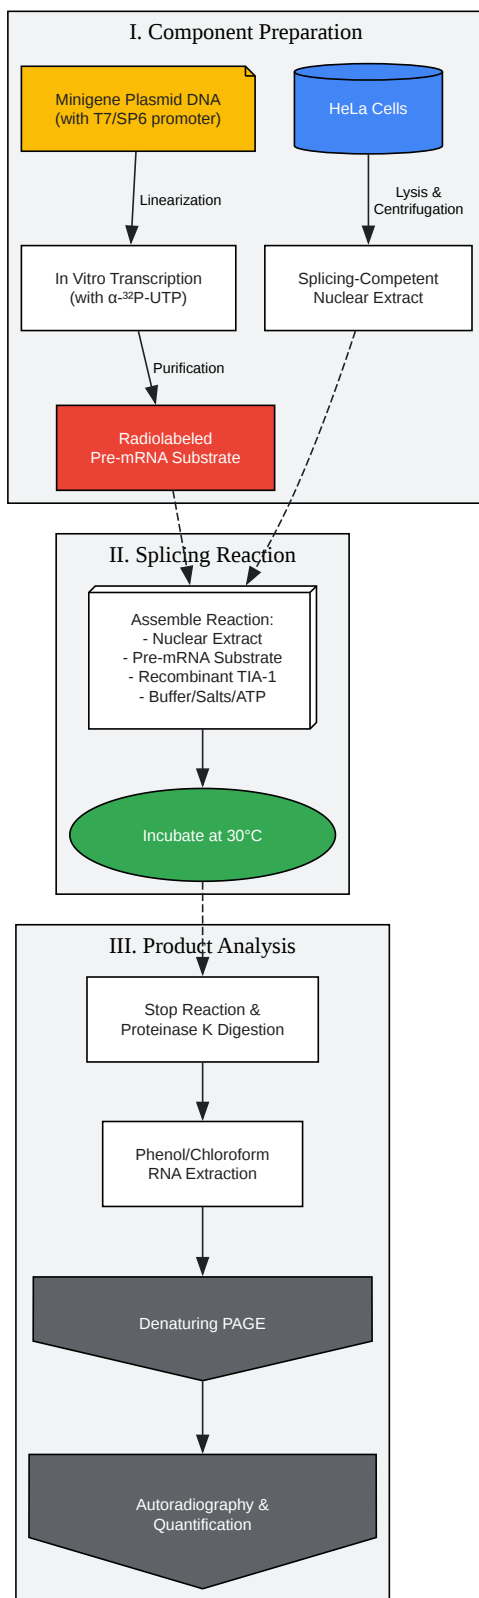 I. Component Preparation
Minigene Plasmid DNA
(with T7/SP6 promoter)
HeLa Cells
Linearization
Lysis &
Centrifugation
In Vitro Transcription
(with α-³²P-UTP)
Splicing-Competent
Nuclear Extract
Purification
Radiolabeled
Pre-mRNA Substrate
II. Splicing Reaction
Assemble Reaction:
- Nuclear Extract
- Pre-mRNA Substrate
- Recombinant TIA-1
- Buffer/Salts/ATP
Incubate at 30°C
III. Product Analysis
Stop Reaction &
Proteinase K Digestion
Phenol/Chloroform
RNA Extraction
Denaturing PAGE
Autoradiography &
Quantification